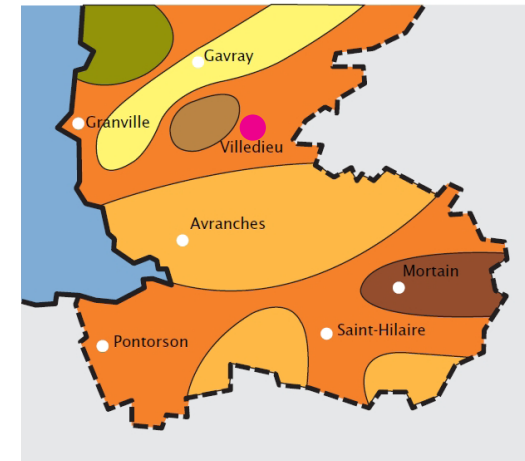 Gavray
Granville
Villedieu
Avranches
Mortain
Saint-Hilaire
Pontorson